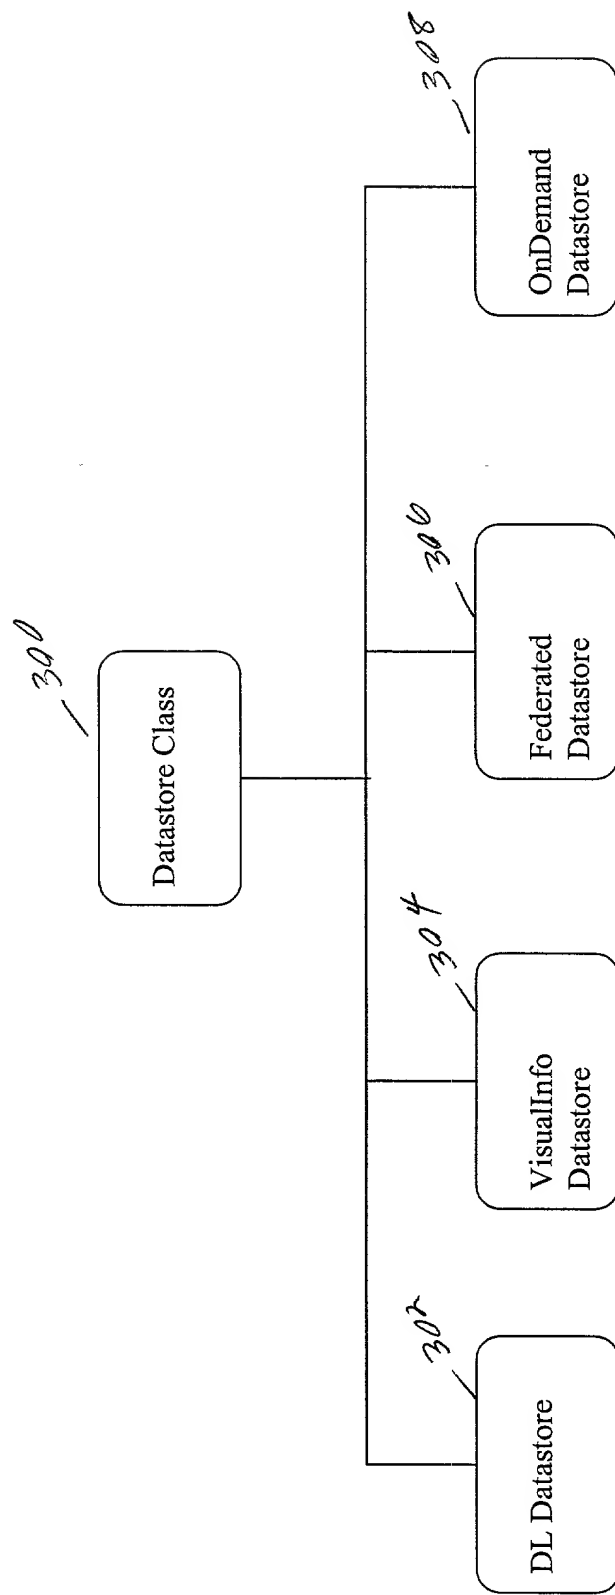 300
Datastore Class
302
304
306
308
DL Datastore
VisualInfo
Datastore
Federated
Datastore
OnDemand
Datastore